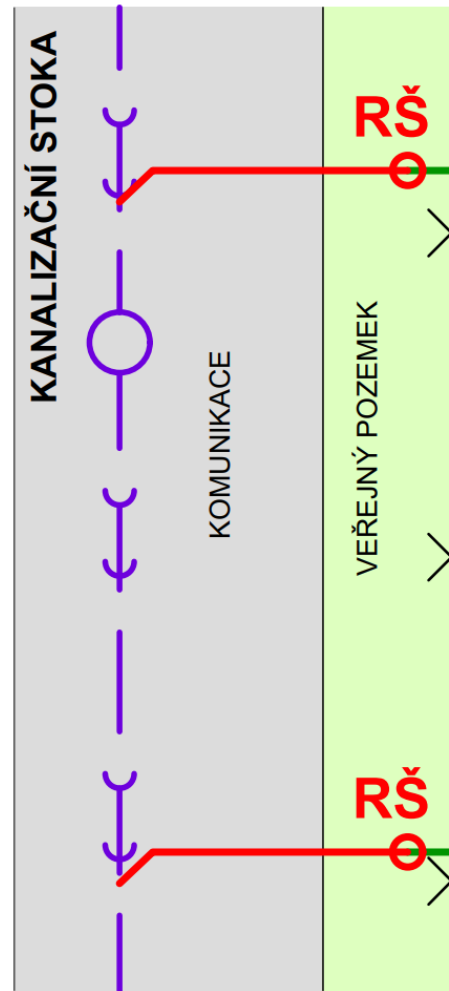 KANALIZAČNÍ STOKA
RŠ
KOMUNIKACE
VEŘEJNÝ POZEMEK
RŠ